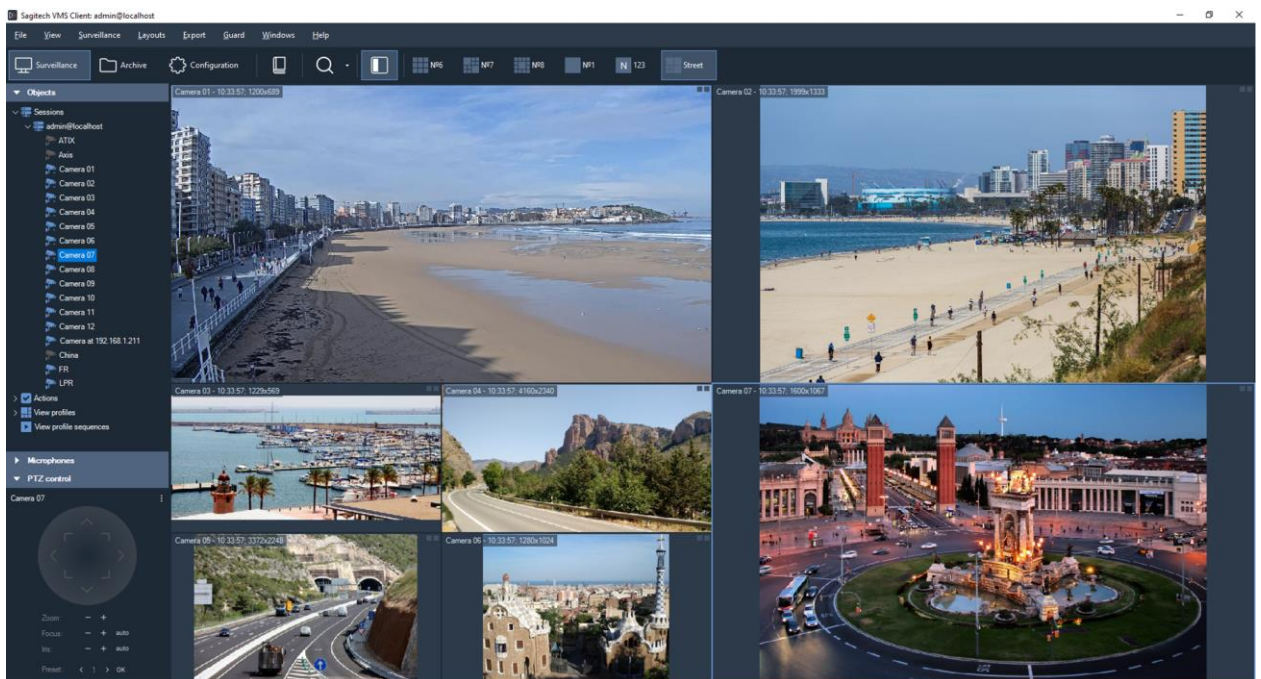 Sagitech VMS Client: admin@localhost
File View Surveillance Layouts Export Guard Windows Help
Surveillance Archive Configuration №6 №7 №8 №1 N 123 Street
Objects
Sessions
admin@localhost
ATIX
Axis
Camera 01
Camera 02
Camera 03
Camera 04
Camera 05
Camera 06
Camera 07
Camera 08
Camera 09
Camera 10
Camera 11
Camera 12
Camera at 192.168.1.211
China
FR
LPR
Actions
View profiles
View profile sequences
Microphones
PTZ control
Camera 07
Zoom: - +
Focus: - + auto
Iris: - + auto
Preset: < 1 > OK
Camera 01 - 10:33:57; 1200x689
Camera 02 - 10:33:57; 1999x1333
Camera 03 - 10:33:57; 1229x569
Camera 04 - 10:33:57; 4160x2340
Camera 07 - 10:33:57; 1600x1067
Camera 05 - 10:33:57; 3372x2248
Camera 06 - 10:33:57; 1280x1024